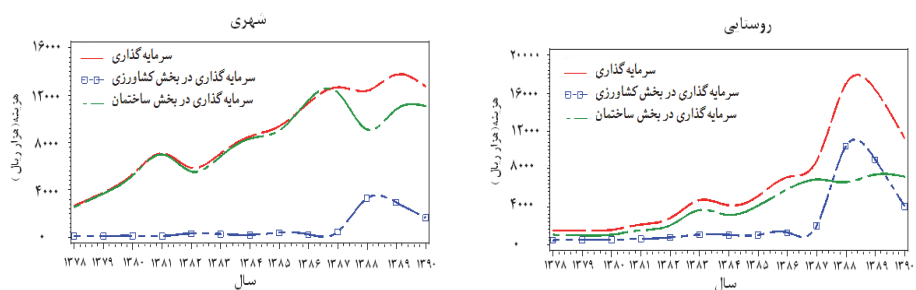 شهری
هزینه(هزار ریال )
۱۶۰۰۰
۱۲۰۰۰
۸۰۰۰
۴۰۰۰
۰
سرمایه گذاری
سرمایه گذاری در بخش کشاورزی
سرمایه گذاری در بخش ساختمان
۱۳۷۸ ۱۳۷۹ ۱۳۸۰ ۱۳۸۱ ۱۳۸۲ ۱۳۸۳ ۱۳۸۴ ۱۳۸۵ ۱۳۸۶ ۱۳۸۷ ۱۳۸۸ ۱۳۸۹ ۱۳۹۰
سال
روستایی
هزینه(هزار ریال )
۲۰۰۰۰
۱۶۰۰۰
۱۲۰۰۰
۸۰۰۰
۴۰۰۰
۰
سرمایه گذاری
سرمایه گذاری در بخش کشاورزی
سرمایه گذاری در بخش ساختمان
۱۳۷۸ ۱۳۷۹ ۱۳۸۰ ۱۳۸۱ ۱۳۸۲ ۱۳۸۳ ۱۳۸۴ ۱۳۸۵ ۱۳۸۶ ۱۳۸۷ ۱۳۸۸ ۱۳۸۹ ۱۳۹۰
سال